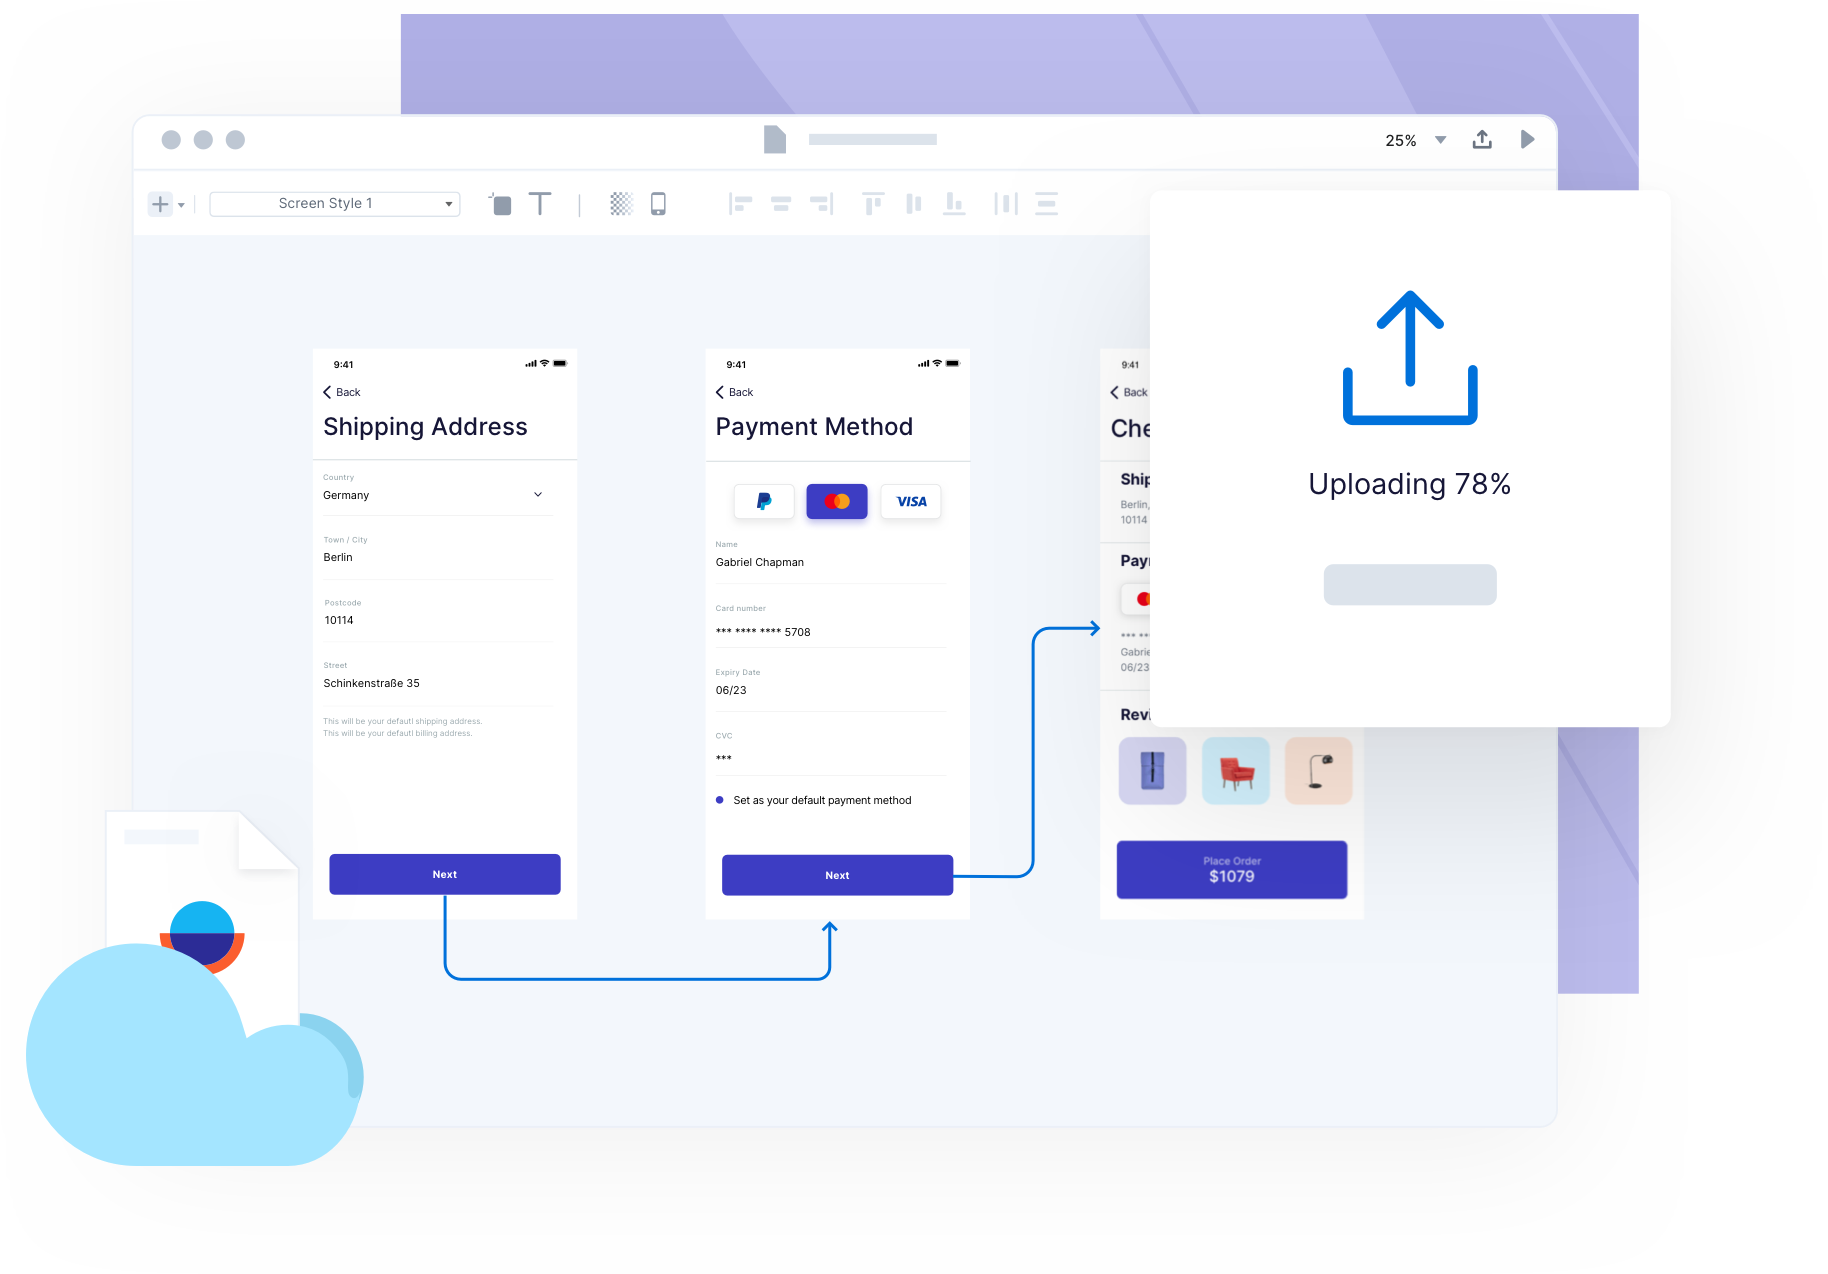 25%
Screen Style 1
9:41
Back
Shipping Address
Country
Germany
Town / City
Berlin
Postcode
10114
Street
Schinkenstraße 35
This will be your defautl shipping address.
This will be your defautl billing address.
Next
9:41
Back
Payment Method
VISA
Name
Gabriel Chapman
Card number
*** **** **** 5708
Expiry Date
06/23
CVC
***
Set as your default payment method
Next
9:41
Back
Che
Ship
Berlin,
10114
Pay
*** **
Gabrie
06/23
Revi
Place Order
$1079
Uploading 78%